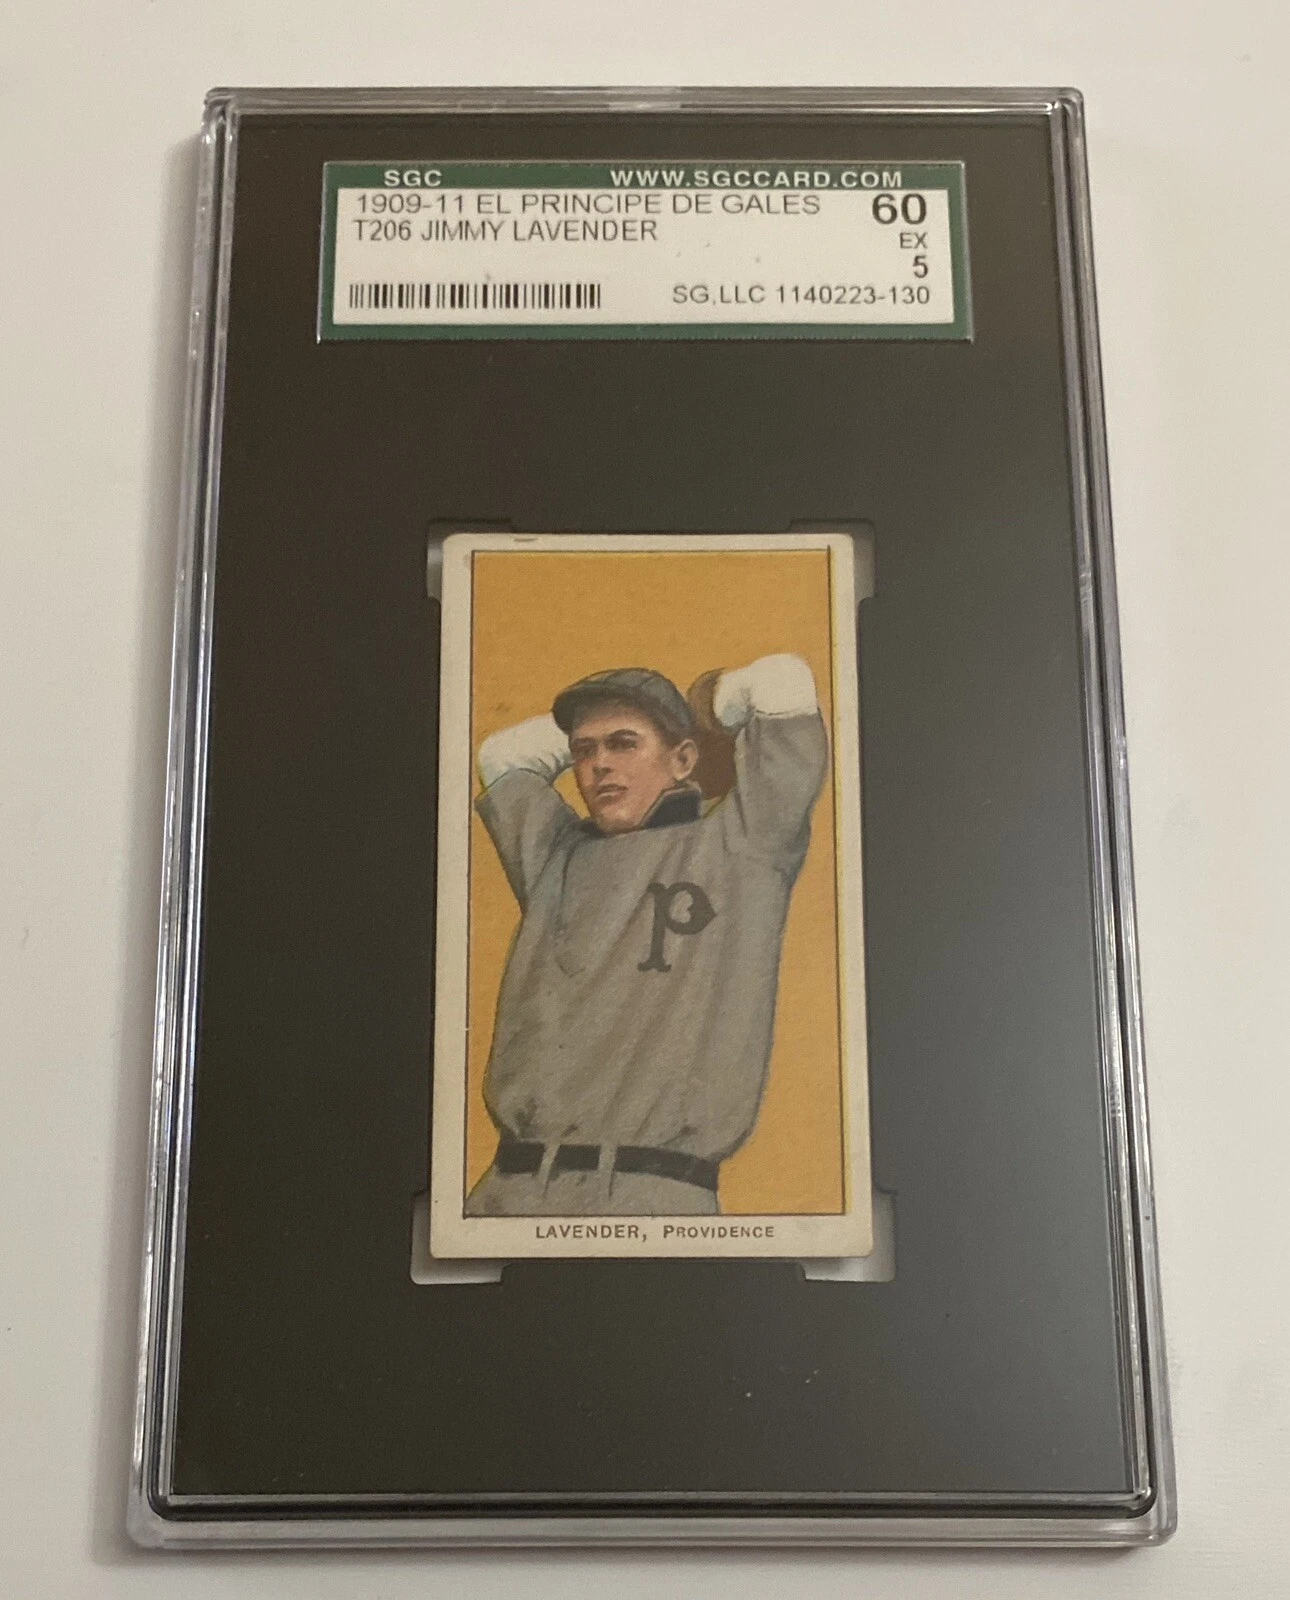 SGC WWW.SGCCARD.COM
1909-11 EL PRINCIPE DE GALES 60
T206 JIMMY LAVENDER EX
5
SG,LLC 1140223-130
P
LAVENDER, PROVIDENCE